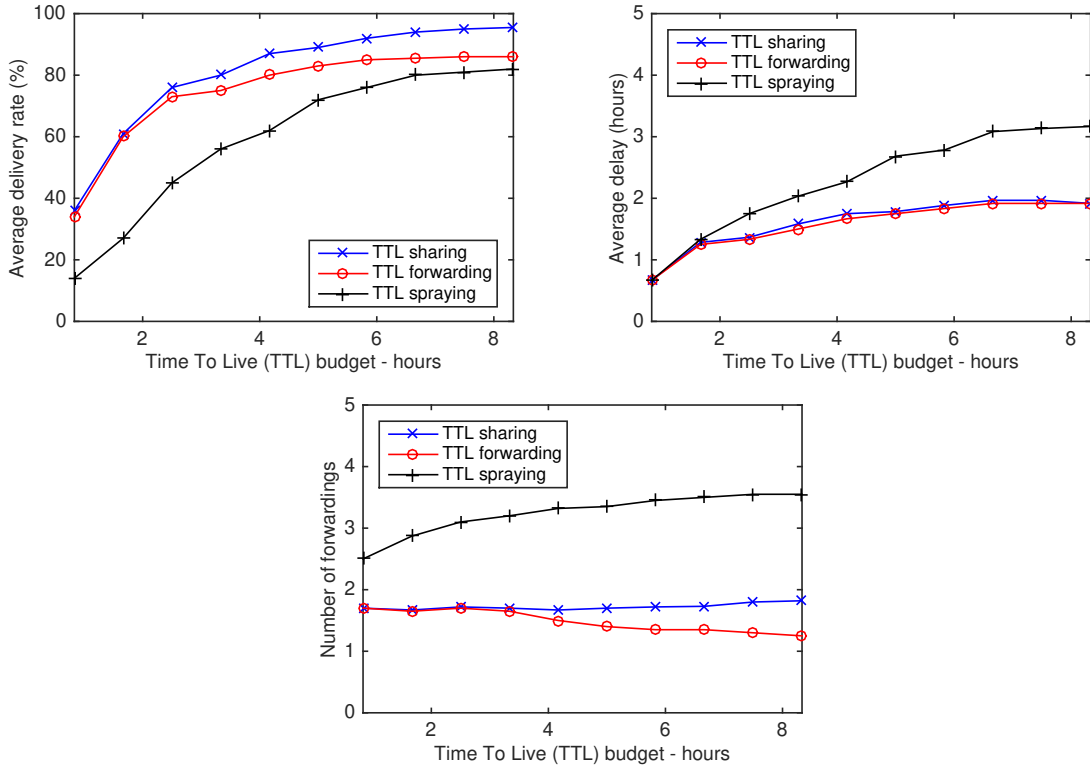 Average delivery rate (%)
100
80
60
40
20
0
TTL sharing
TTL forwarding
TTL spraying
2 4 6 8
Time To Live (TTL) budget - hours
Average delay (hours)
5
4
3
2
1
0
TTL sharing
TTL forwarding
TTL spraying
2 4 6 8
Time To Live (TTL) budget - hours
Number of forwardings
5
4
3
2
1
0
TTL sharing
TTL forwarding
TTL spraying
2 4 6 8
Time To Live (TTL) budget - hours